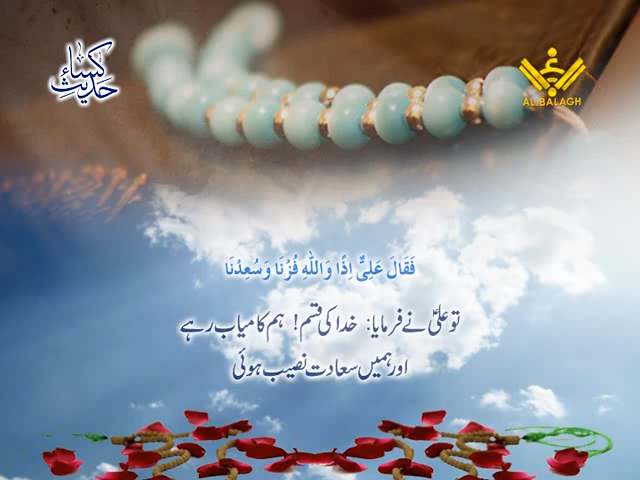 حدیثِ کساء
AL.BALAGH
فَقَالَ عَلِیٌّ اِذًا وَاللّٰهِ فُزْنَا وَسُعِدْنَا
تو علیؑ نے فرمایا: خدا کی قسم! ہم کامیاب رہے
اور ہمیں سعادت نصیب ہوئی